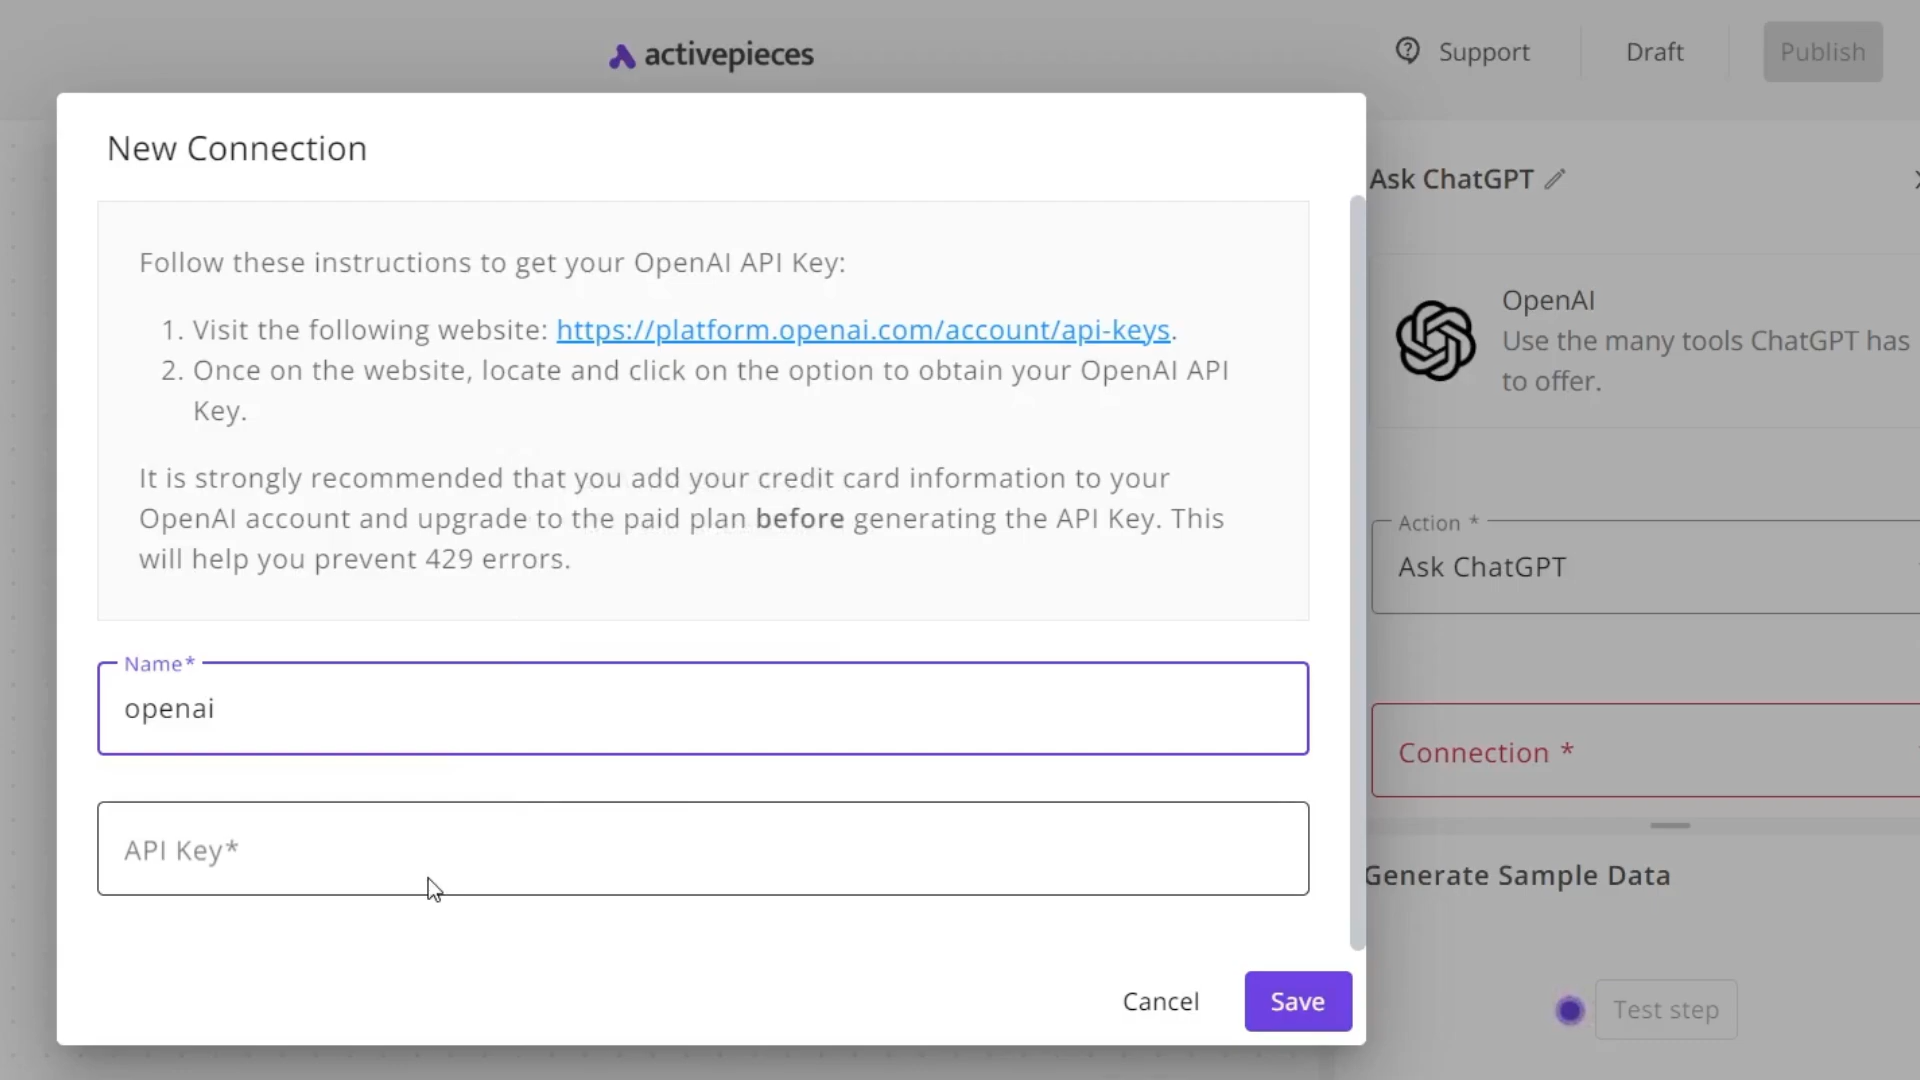 activepieces
Support
Draft
Publish
New Connection
Follow these instructions to get your OpenAI API Key:
1. Visit the following website: https://platform.openai.com/account/api-keys.
2. Once on the website, locate and click on the option to obtain your OpenAI API
Key.
It is strongly recommended that you add your credit card information to your
OpenAI account and upgrade to the paid plan before generating the API Key. This
will help you prevent 429 errors.
Name*
openai
API Key*
Cancel
Save
Ask ChatGPT
OpenAI
Use the many tools ChatGPT has
to offer.
Action *
Ask ChatGPT
Connection *
Generate Sample Data
Test step